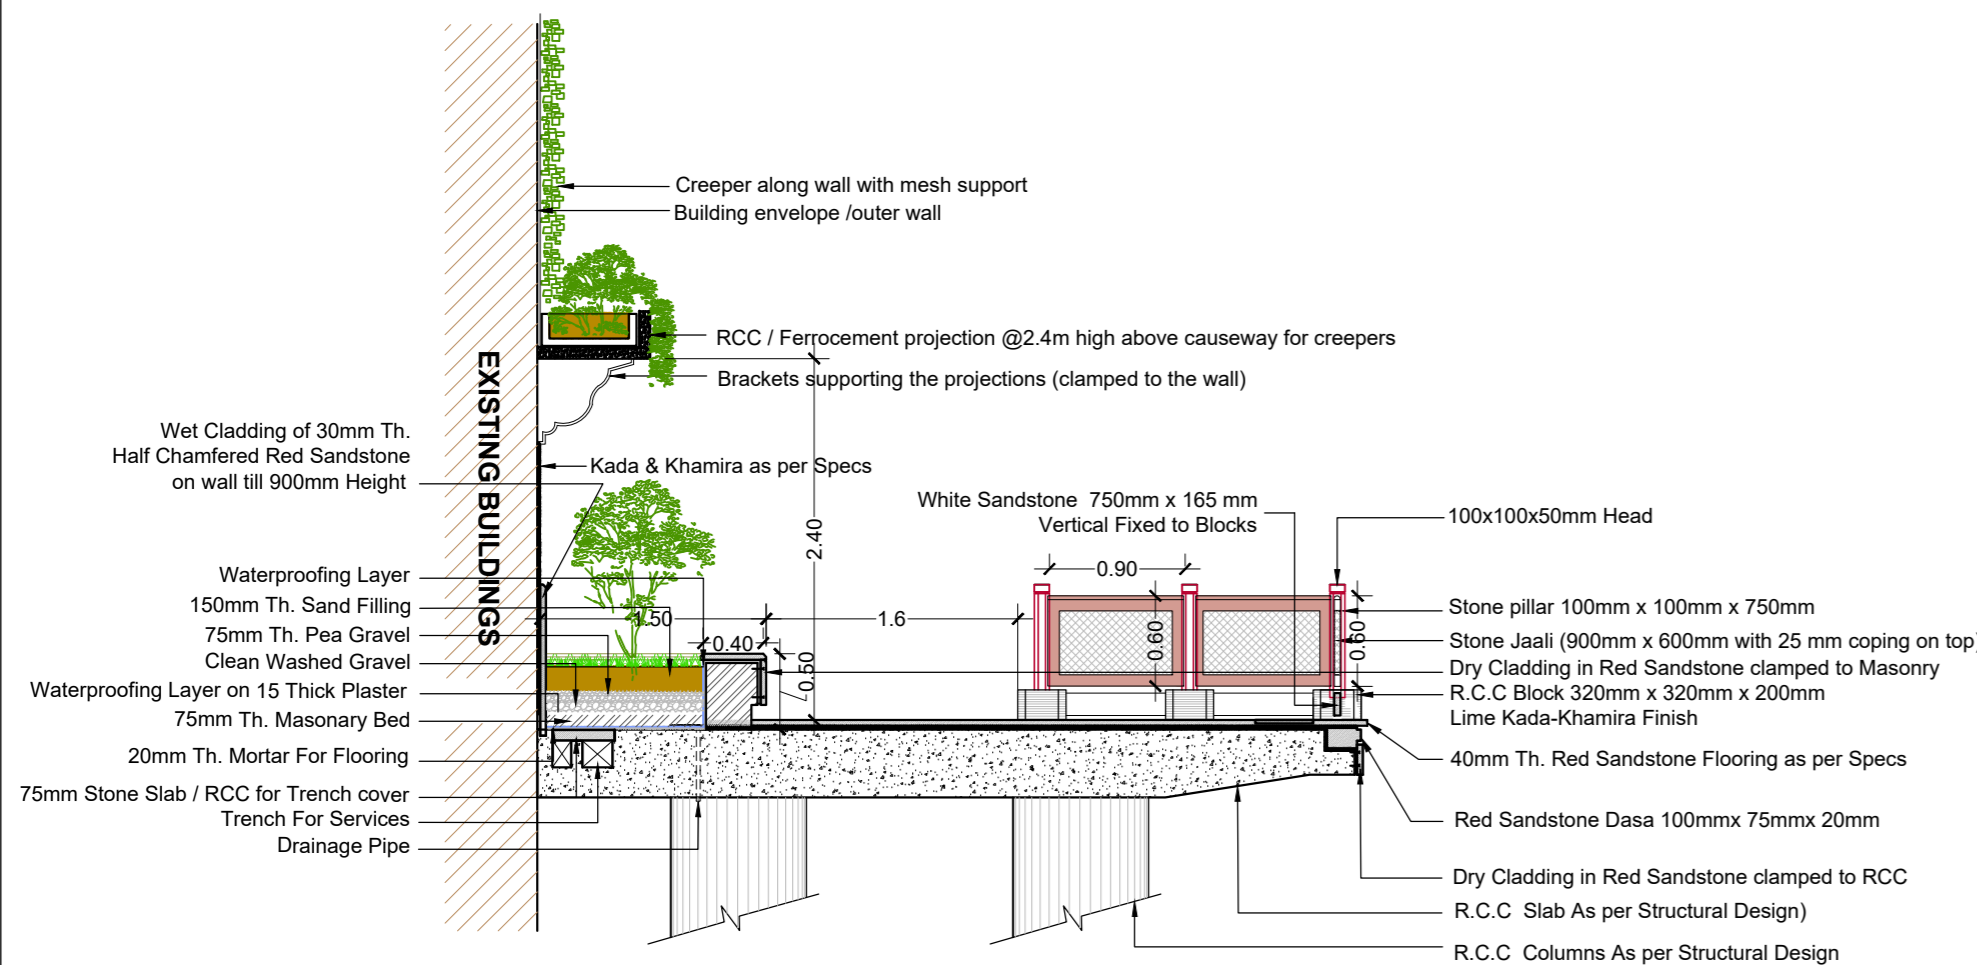 Creeper along wall with mesh support
Building envelope /outer wall
RCC / Ferrocement projection @2.4m high above causeway for creepers
Brackets supporting the projections (clamped to the wall)
EXISTING BUILDINGS
Wet Cladding of 30mm Th.
Half Chamfered Red Sandstone
on wall till 900mm Height
Kada & Khamira as per Specs
2.40
White Sandstone 750mm x 165 mm
Vertical Fixed to Blocks
100x100x50mm Head
0.90
Waterproofing Layer
150mm Th. Sand Filling
75mm Th. Pea Gravel
Clean Washed Gravel
Waterproofing Layer on 15 Thick Plaster
75mm Th. Masonary Bed
20mm Th. Mortar For Flooring
75mm Stone Slab / RCC for Trench cover
Trench For Services
Drainage Pipe
1.50
0.40
0.50
1.6
0.60
0.60
Stone pillar 100mm x 100mm x 750mm
Stone Jaali (900mm x 600mm with 25 mm coping on top)
Dry Cladding in Red Sandstone clamped to Masonry
R.C.C Block 320mm x 320mm x 200mm
Lime Kada-Khamira Finish
40mm Th. Red Sandstone Flooring as per Specs
Red Sandstone Dasa 100mmx 75mmx 20mm
Dry Cladding in Red Sandstone clamped to RCC
R.C.C Slab As per Structural Design)
R.C.C Columns As per Structural Design